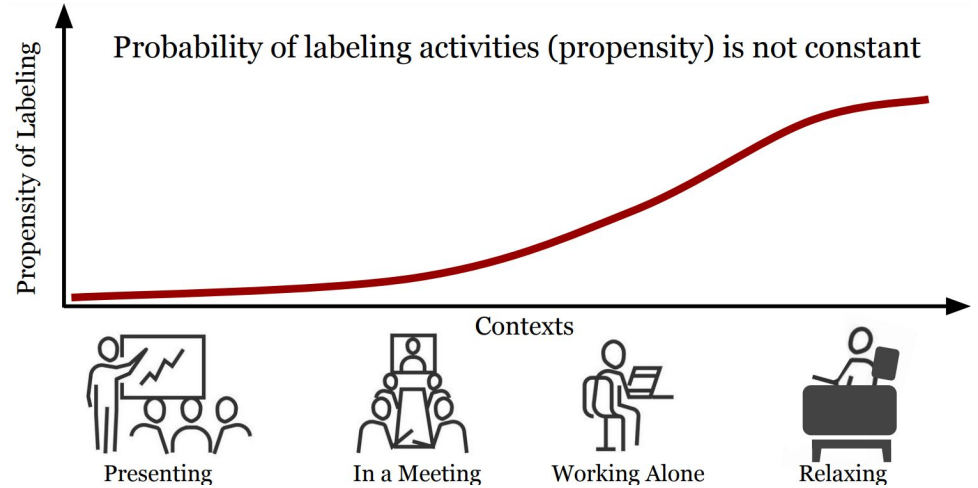 Probability of labeling activities (propensity) is not constant
Propensity of Labeling
Contexts
Presenting
In a Meeting
Working Alone
Relaxing